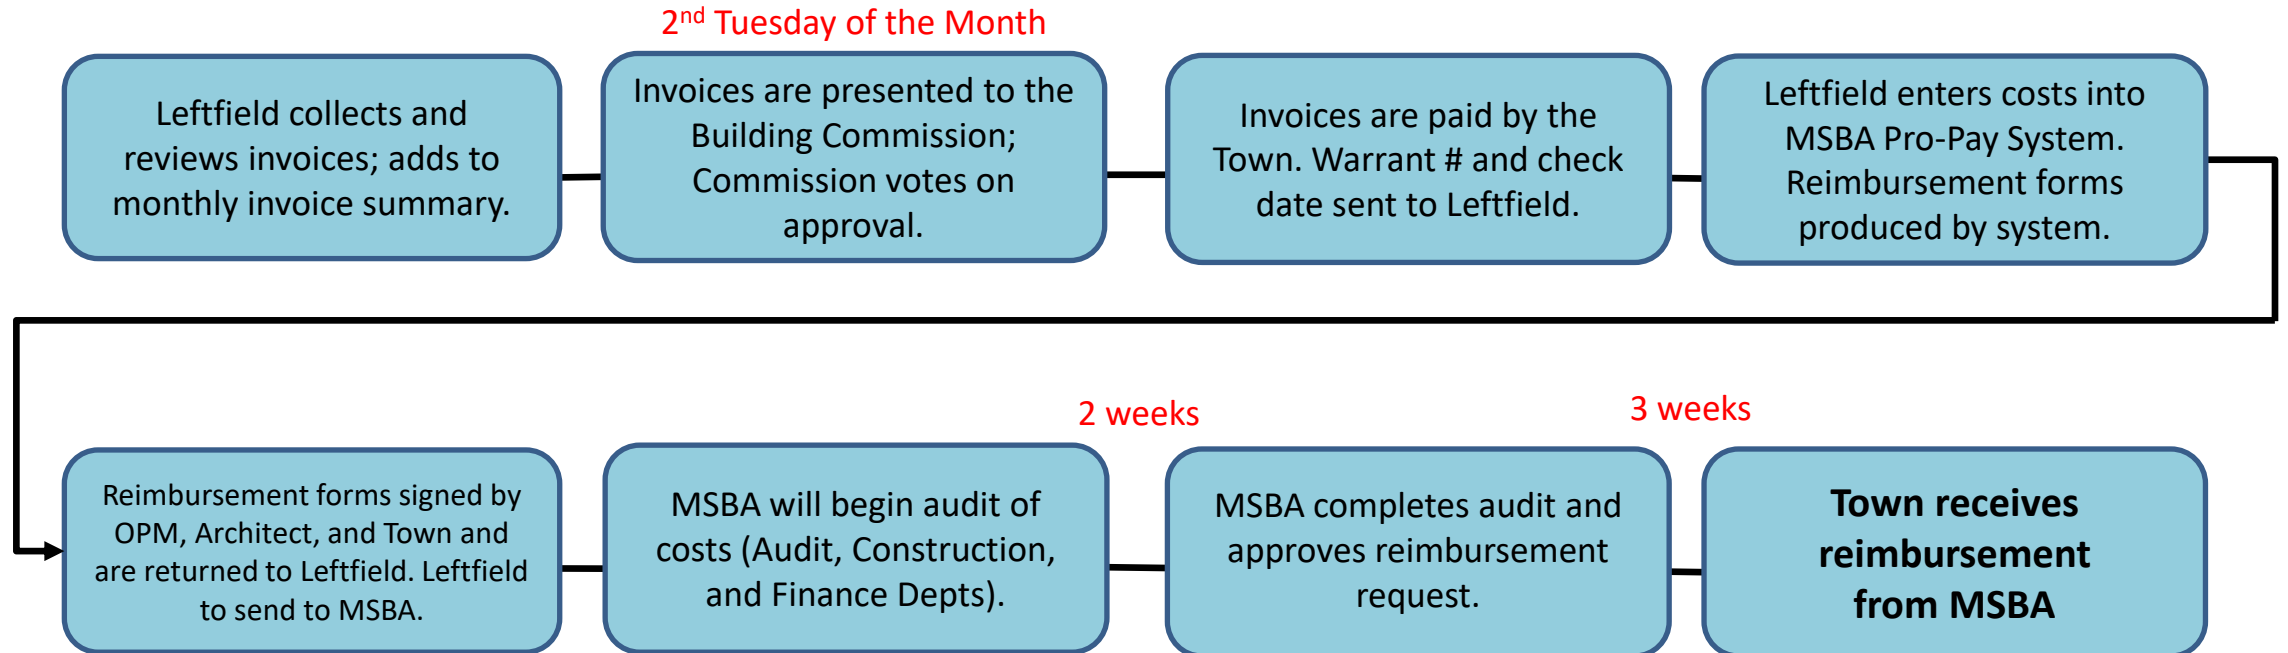 2nd Tuesday of the Month
Leftfield collects and
reviews invoices; adds to
monthly invoice summary.
Invoices are presented to the
Building Commission;
Commission votes on
approval.
Invoices are paid by the
Town. Warrant # and check
date sent to Leftfield.
Leftfield enters costs into
MSBA Pro-Pay System.
Reimbursement forms
produced by system.
Reimbursement forms signed by
OPM, Architect, and Town and
are returned to Leftfield. Leftfield
to send to MSBA.
MSBA will begin audit of
costs (Audit, Construction,
and Finance Depts).
2 weeks
MSBA completes audit and
approves reimbursement
request.
3 weeks
Town receives
reimbursement
from MSBA